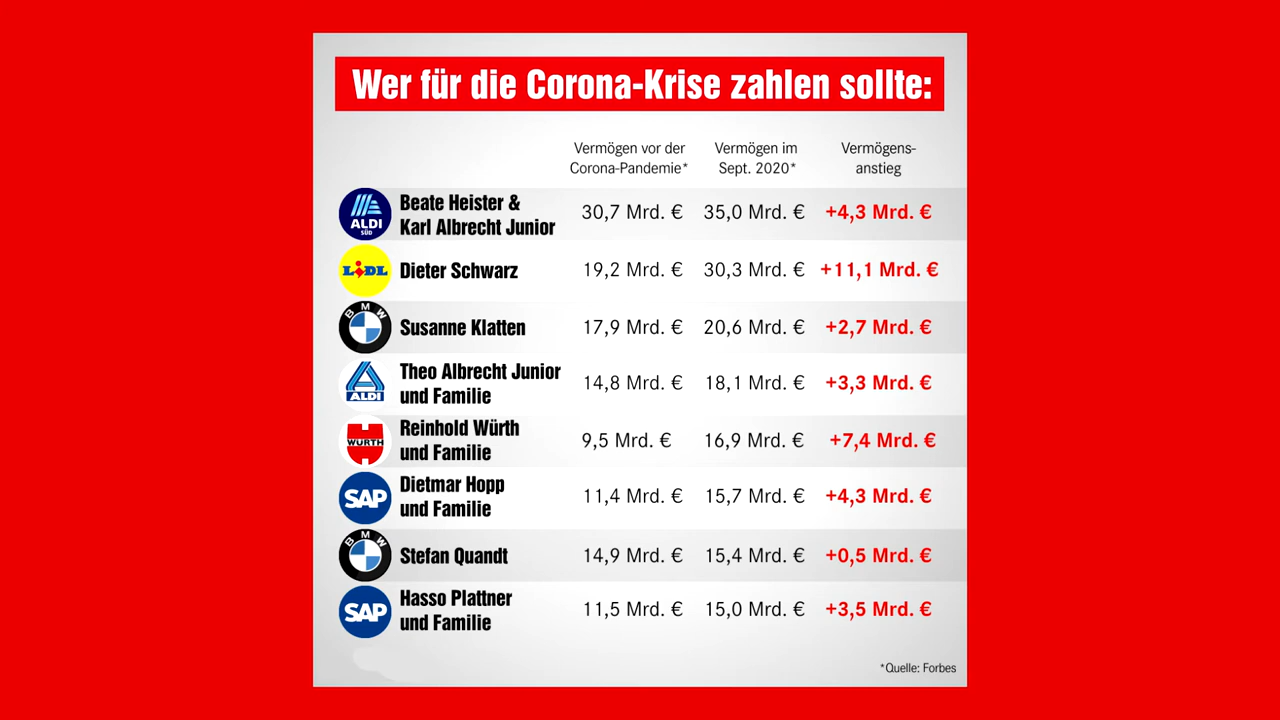 Wer für die Corona-Krise zahlen sollte:
Vermögen vor der Corona-Pandemie*
Vermögen im Sept. 2020*
Vermögens-anstieg
ALDI SÜD
Beate Heister & Karl Albrecht Junior
30,7 Mrd. € 35,0 Mrd. € +4,3 Mrd. €
LIDL
Dieter Schwarz
19,2 Mrd. € 30,3 Mrd. € +11,1 Mrd. €
BMW
Susanne Klatten
17,9 Mrd. € 20,6 Mrd. € +2,7 Mrd. €
ALDI
Theo Albrecht Junior und Familie
14,8 Mrd. € 18,1 Mrd. € +3,3 Mrd. €
WÜRTH
Reinhold Würth und Familie
9,5 Mrd. € 16,9 Mrd. € +7,4 Mrd. €
SAP
Dietmar Hopp und Familie
11,4 Mrd. € 15,7 Mrd. € +4,3 Mrd. €
BMW
Stefan Quandt
14,9 Mrd. € 15,4 Mrd. € +0,5 Mrd. €
SAP
Hasso Plattner und Familie
11,5 Mrd. € 15,0 Mrd. € +3,5 Mrd. €
*Quelle: Forbes